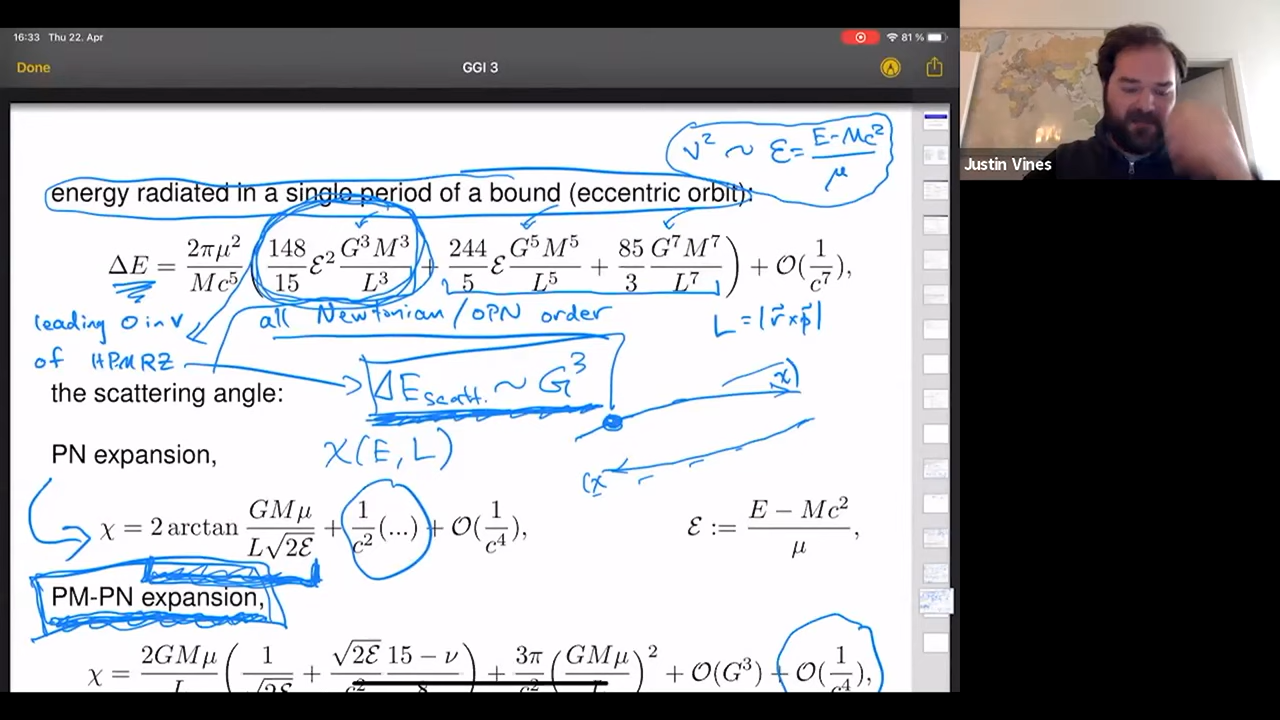 16:33 Thu 22. Apr 81 %
Done GGI 3
v² ~ ℰ = E-Mc² / μ
energy radiated in a single period of a bound (eccentric orbit):
ΔE = 2πμ²/Mc⁵ ( 148/15 ℰ² G³M³/L³ + 244/5 ℰ G⁵M⁵/L⁵ + 85/3 G⁷M⁷/L⁷ ) + O(1/c⁷),
leading O in v all Newtonian/0PN order L = |r⃗×p⃗|
of HPMRZ
ΔE scatt. ~ G³
the scattering angle:
PN expansion, χ(E, L)
χ = 2 arctan GMμ/L√2ℰ + 1/c² (...) + O(1/c⁴), ℰ := E − Mc² / μ,
PM-PN expansion,
χ = 2GMμ/L ( 1/√2ℰ + √2ℰ/c² 15 − ν/8 ) + 3π/c² ( GMμ/L )² + O(G³) + O(1/c⁴),
Justin Vines